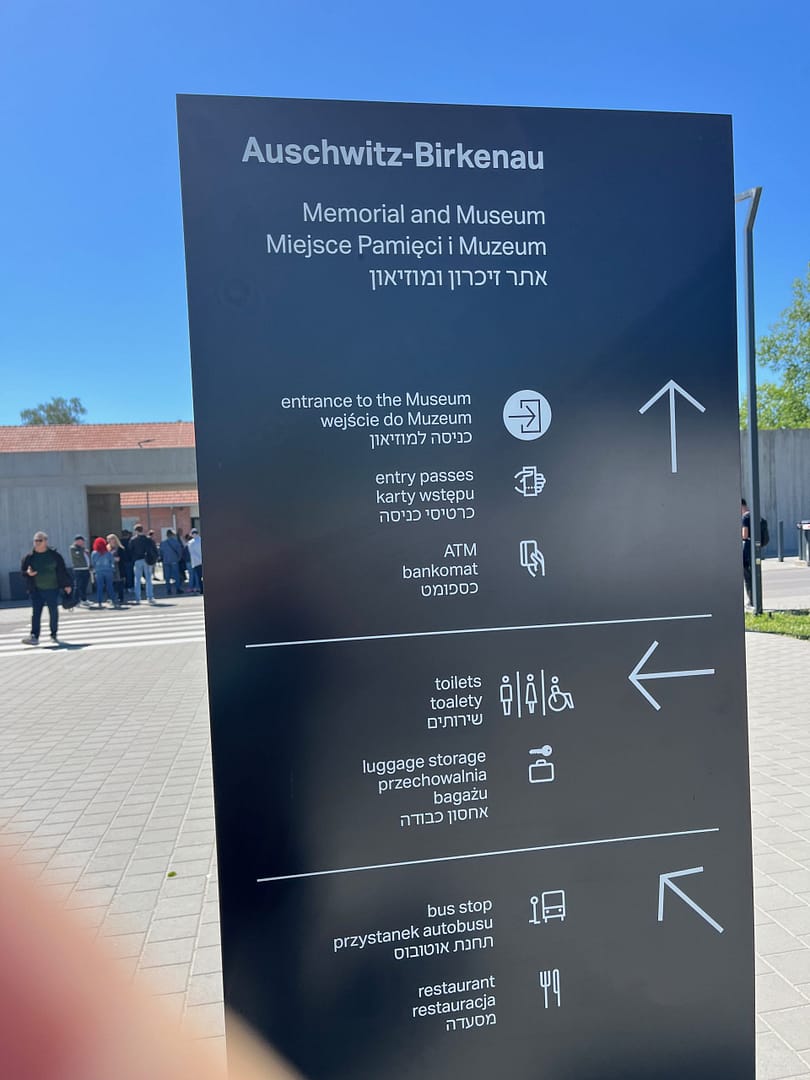 Auschwitz-Birkenau
Memorial and Museum
Miejsce Pamięci i Muzeum
אתר זיכרון ומוזיאון
entrance to the Museum
wejście do Muzeum
כניסה למוזיאון
entry passes
karty wstępu
כרטיסי כניסה
ATM
bankomat
כספומט
toilets
toalety
שירותים
luggage storage
przechowalnia
bagażu
אחסון כבודה
bus stop
przystanek autobusu
תחנת אוטובוס
restaurant
restauracja
מסעדה